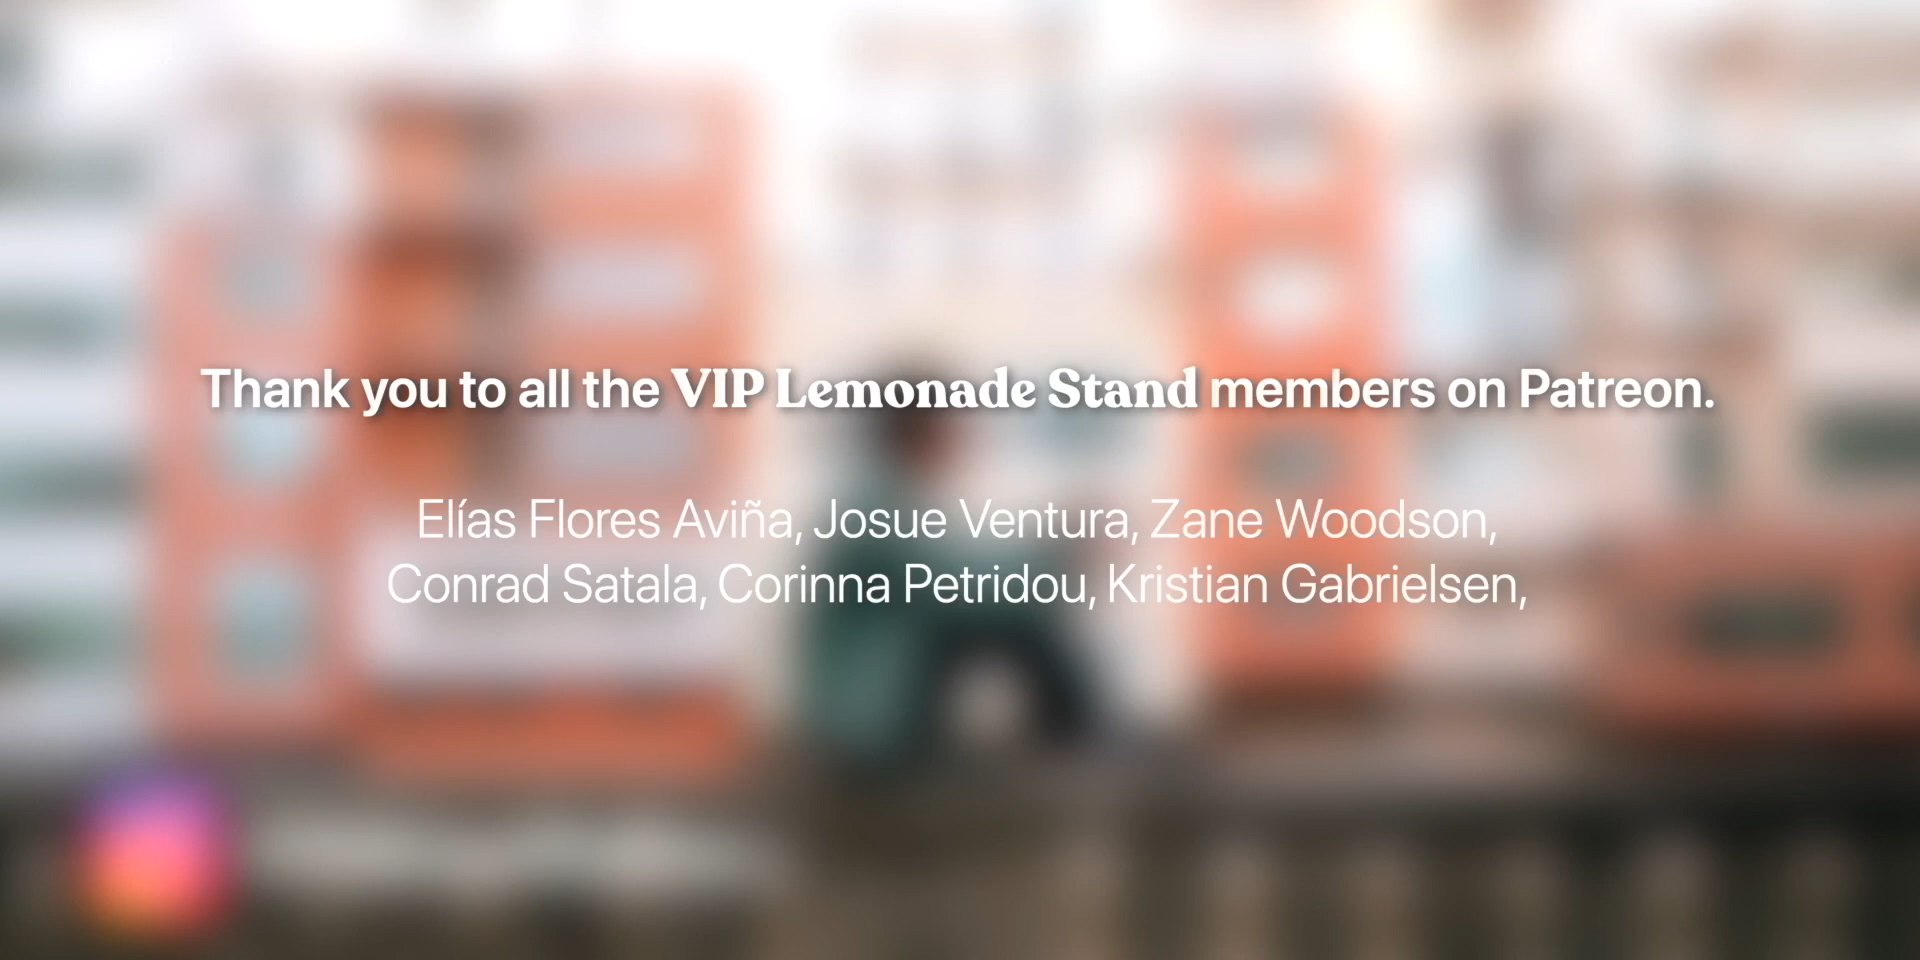 Thank you to all the VIP Lemonade Stand members on Patreon.
Elías Flores Aviña, Josue Ventura, Zane Woodson,
Conrad Satala, Corinna Petridou, Kristian Gabrielsen,